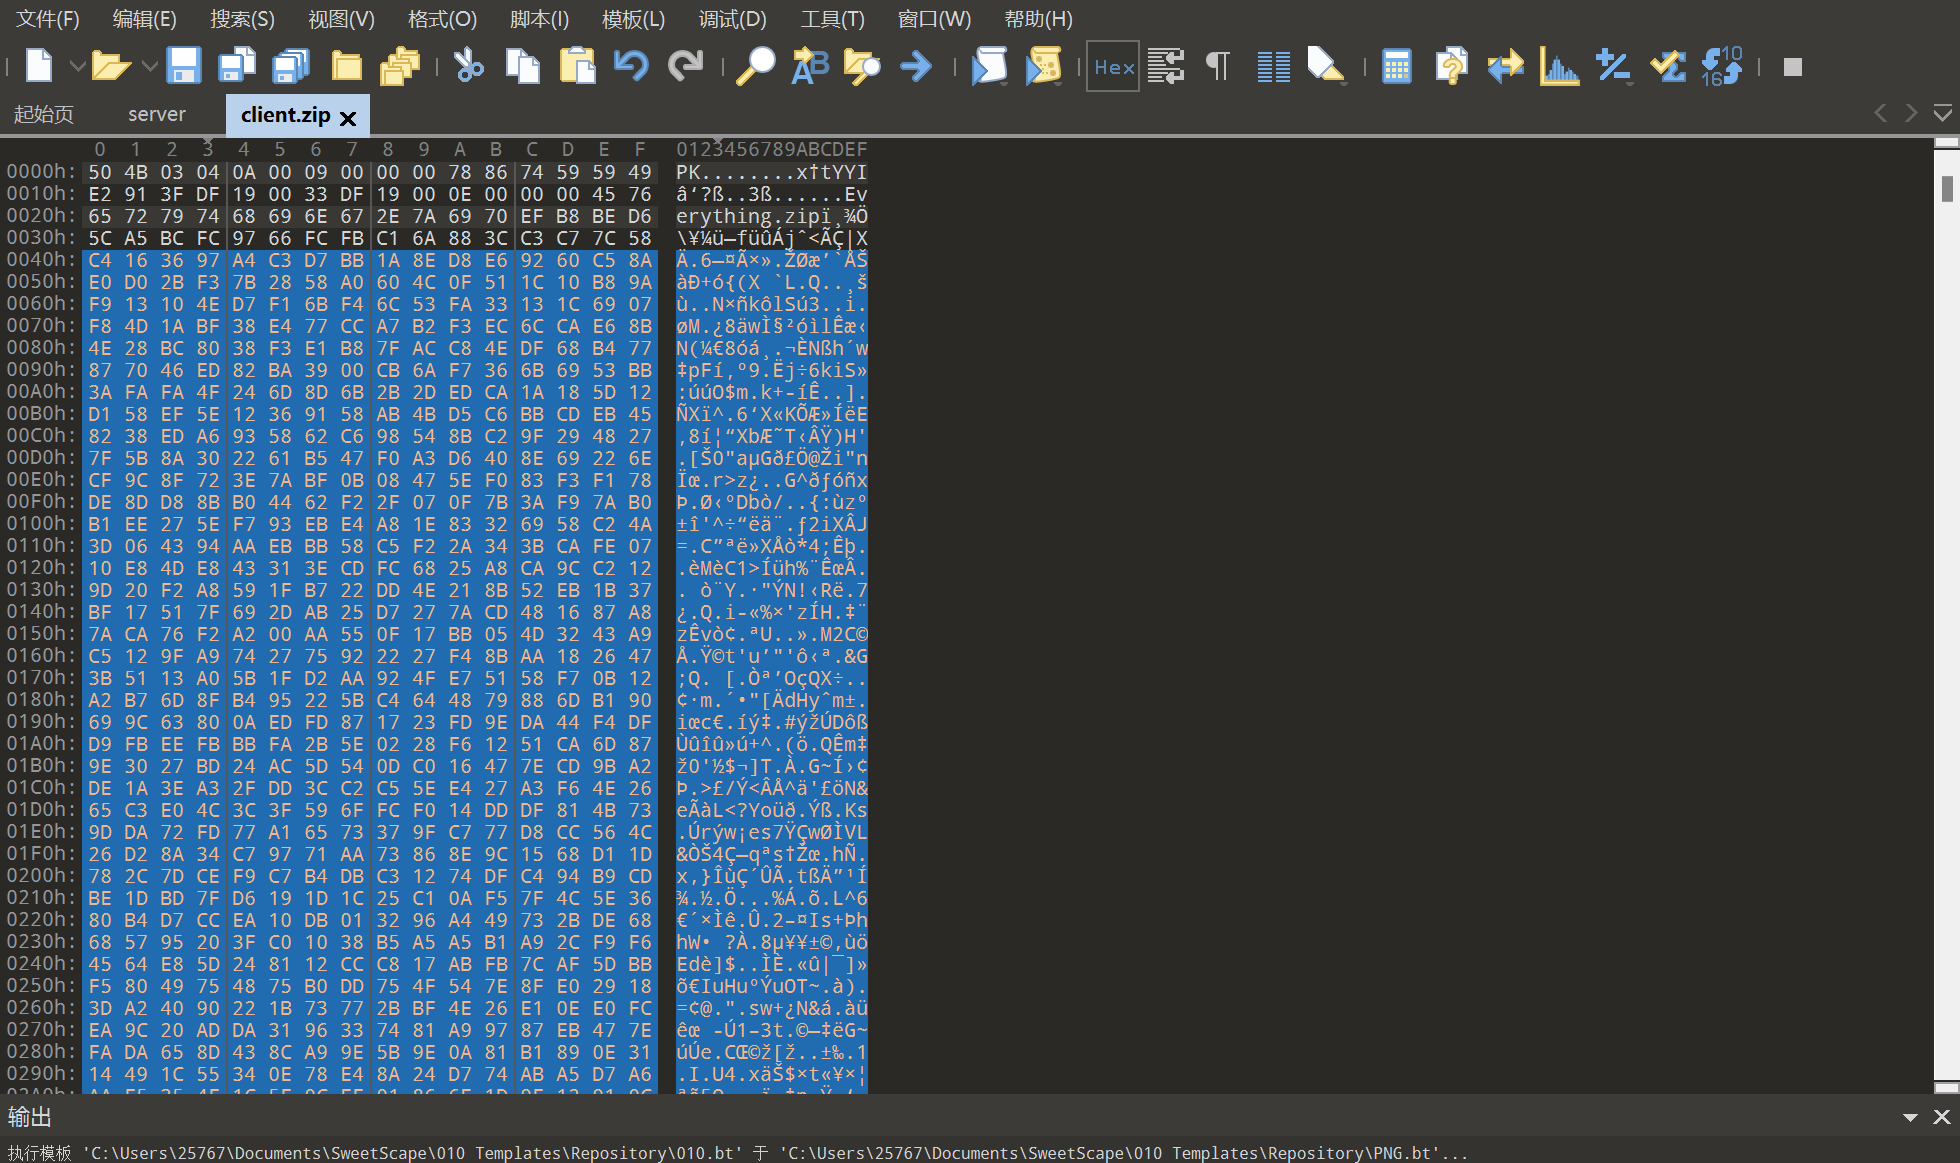 文件(F) 编辑(E) 搜索(S) 视图(V) 格式(O) 脚本(I) 模板(L) 调试(D) 工具(T) 窗口(W) 帮助(H)
Hex
起始页 server client.zip
0 1 2 3 4 5 6 7 8 9 A B C D E F 0123456789ABCDEF
0000h: 50 4B 03 04 0A 00 09 00 00 00 78 86 74 59 59 49 PK........x†tYYI
0010h: E2 91 3F DF 19 00 33 DF 19 00 0E 00 00 00 45 76 â‘?ß..3ß......Ev
0020h: 65 72 79 74 68 69 6E 67 2E 7A 69 70 EF B8 BE D6 erything.zipï¸¾Ö
0030h: 5C A5 BC FC 97 66 FC FB C1 6A 88 3C C3 C7 7C 58 \¥¼ü—füûÁjˆ<ÃÇ|X
0040h: C4 16 36 97 A4 C3 D7 BB 1A 8E D8 E6 92 60 C5 8A Ä.6—¤Ã×».ŽØæ’`ÅŠ
0050h: E0 D0 2B F3 7B 28 58 A0 60 4C 0F 51 1C 10 B8 9A àÐ+ó{(X `L.Q..¸š
0060h: F9 13 10 4E D7 F1 6B F4 6C 53 FA 33 13 1C 69 07 ù..N×ñkôlSú3..i.
0070h: F8 4D 1A BF 38 E4 77 CC A7 B2 F3 EC 6C CA E6 8B øM.¿8äwÌ§²óìlÊæ‹
0080h: 4E 28 BC 80 38 F3 E1 B8 7F AC C8 4E DF 68 B4 77 N(¼€8óá¸.¬ÈNßh´w
0090h: 87 70 46 ED 82 BA 39 00 CB 6A F7 36 6B 69 53 BB ‡pFí‚º9.Ëj÷6kiS»
00A0h: 3A FA FA 4F 24 6D 8D 6B 2B 2D ED CA 1A 18 5D 12 :úúO$m.k+-íÊ..].
00B0h: D1 58 EF 5E 12 36 91 58 AB 4B D5 C6 BB CD EB 45 ÑXï^.6‘X«KÕÆ»ÍëE
00C0h: 82 38 ED A6 93 58 62 C6 98 54 8B C2 9F 29 48 27 ‚8í¦“XbÆ˜T‹ÂŸ)H'
00D0h: 7F 5B 8A 30 22 61 B5 47 F0 A3 D6 40 8E 69 22 6E .[Š0"aµGð£Ö@Ži"n
00E0h: CF 9C 8F 72 3E 7A BF 0B 08 47 5E F0 83 F3 F1 78 Ïœ.r>z¿..G^ðƒóñx
00F0h: DE 8D D8 8B B0 44 62 F2 2F 07 0F 7B 3A F9 7A B0 Þ.Ø‹°Dbò/..{:ùz°
0100h: B1 EE 27 5E F7 93 EB E4 A8 1E 83 32 69 58 C2 4A ±î'^÷“ëä¨.ƒ2iXÂJ
0110h: 3D 06 43 94 AA EB BB 58 C5 F2 2A 34 3B CA FE 07 =.C”ªë»XÅò*4;Êþ.
0120h: 10 E8 4D E8 43 31 3E CD FC 68 25 A8 CA 9C C2 12 .èMèC1>Íüh%¨ÊœÂ.
0130h: 9D 20 F2 A8 59 1F B7 22 DD 4E 21 8B 52 EB 1B 37 . ò¨Y.·"ÝN!‹Rë.7
0140h: BF 17 51 7F 69 2D AB 25 D7 27 7A CD 48 16 87 A8 ¿.Q.i-«%×'zÍH.‡¨
0150h: 7A CA 76 F2 A2 00 AA 55 0F 17 BB 05 4D 32 43 A9 zÊvò¢.ªU..».M2C©
0160h: C5 12 9F A9 74 27 75 92 22 27 F4 8B AA 18 26 47 Å.Ÿ©t'u’"'ô‹ª.&G
0170h: 3B 51 13 A0 5B 1F D2 AA 92 4F E7 51 58 F7 0B 12 ;Q. [.Òª’OçQX÷..
0180h: A2 B7 6D 8F B4 95 22 5B C4 64 48 79 88 6D B1 90 ¢·m.´•"[ÄdHyˆm±.
0190h: 69 9C 63 80 0A ED FD 87 17 23 FD 9E DA 44 F4 DF iœc€.íý‡.#ýžÚDôß
01A0h: D9 FB EE FB BB FA 2B 5E 02 28 F6 12 51 CA 6D 87 Ùûîû»ú+^.(ö.QÊm‡
01B0h: 9E 30 27 BD 24 AC 5D 54 0D C0 16 47 7E CD 9B A2 ž0'½$¬]T.À.G~Í›¢
01C0h: DE 1A 3E A3 2F DD 3C C2 C5 5E E4 27 A3 F6 4E 26 Þ.>£/Ý<ÂÅ^ä'£öN&
01D0h: 65 C3 E0 4C 3C 3F 59 6F FC F0 14 DD DF 81 4B 73 eÃàL<?Yoüð.Ýß.Ks
01E0h: 9D DA 72 FD 77 A1 65 73 37 9F C7 77 D8 CC 56 4C .Úrýw¡es7ŸÇwØÌVL
01F0h: 26 D2 8A 34 C7 97 71 AA 73 86 8E 9C 15 68 D1 1D &ÒŠ4Ç—qªs†Žœ.hÑ.
0200h: 78 2C 7D CE F9 C7 B4 DB C3 12 74 DF C4 94 B9 CD x,}ÎùÇ´ÛÃ.tßÄ”¹Í
0210h: BE 1D BD 7F D6 19 1D 1C 25 C1 0A F5 7F 4C 5E 36 ¾.½.Ö...%Á.õ.L^6
0220h: 80 B4 D7 CC EA 10 DB 01 32 96 A4 49 73 2B DE 68 €´×Ìê.Û.2–¤Is+Þh
0230h: 68 57 95 20 3F C0 10 38 B5 A5 A5 B1 A9 2C F9 F6 hW• ?À.8µ¥¥±©,ùö
0240h: 45 64 E8 5D 24 81 12 CC C8 17 AB FB 7C AF 5D BB Edè]$..ÌÈ.«û|¯]»
0250h: F5 80 49 75 48 75 B0 DD 75 4F 54 7E 8F E0 29 18 õ€IuHu°ÝuOT~.à).
0260h: 3D A2 40 90 22 1B 73 77 2B BF 4E 26 E1 0E E0 FC =¢@.".sw+¿N&á.àü
0270h: EA 9C 20 AD DA 31 96 33 74 81 A9 97 87 EB 47 7E êœ -Ú1–3t.©—‡ëG~
0280h: FA DA 65 8D 43 8C A9 9E 5B 9E 0A 81 B1 89 0E 31 úÚe.CŒ©ž[ž..±‰.1
0290h: 14 49 1C 55 34 0E 78 E4 8A 24 D7 74 AB A5 D7 A6 .I.U4.xäŠ$×t«¥×¦
输出
执行模板 'C:\Users\25767\Documents\SweetScape\010 Templates\Repository\010.bt' 于 'C:\Users\25767\Documents\SweetScape\010 Templates\Repository\PNG.bt'...